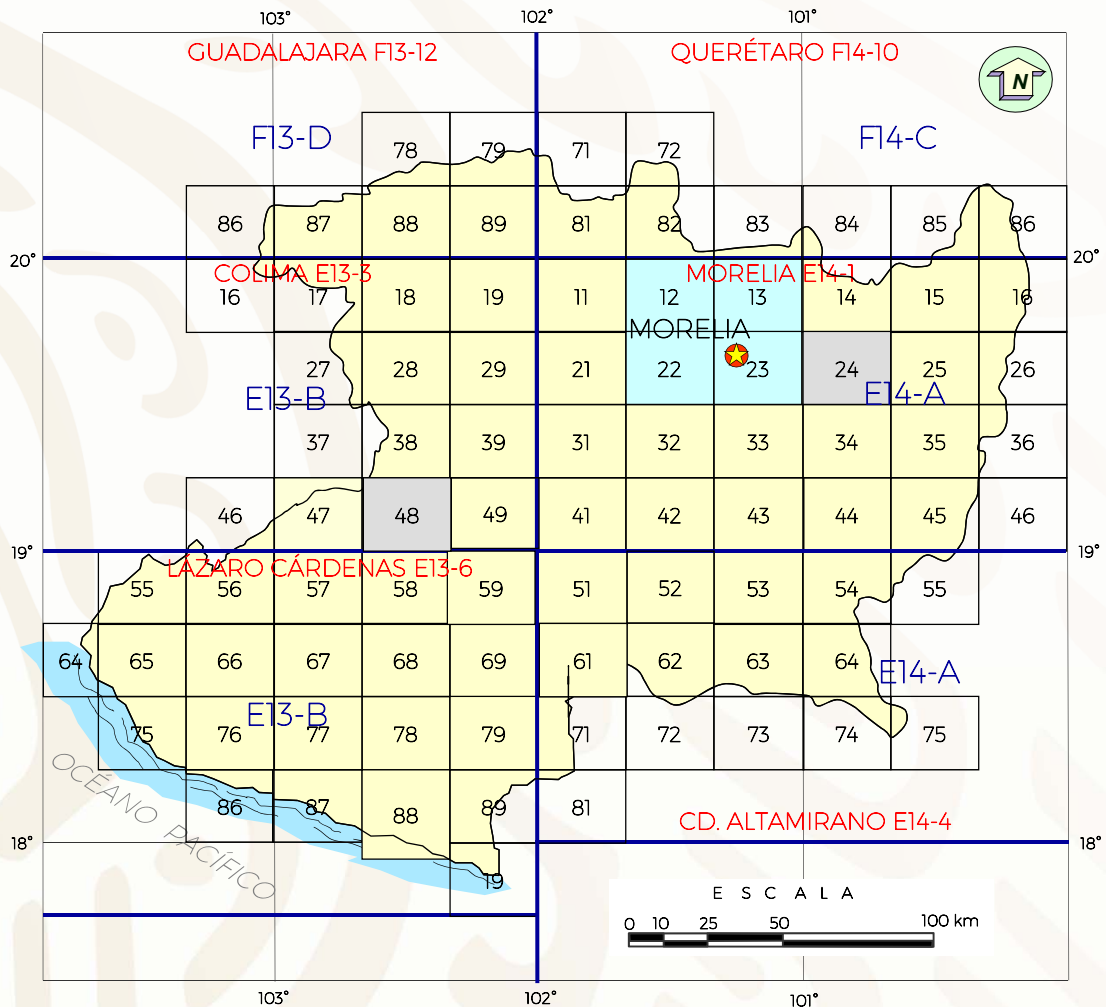 103° 102° 101°
GUADALAJARA F13-12 QUERÉTARO F14-10
N
F13-D F14-C
78 79 71 72
86 87 88 89 81 82 83 84 85 86
20° 20°
COLIMA E13-3 MORELIA E14-1
16 17 18 19 11 12 13 14 15 16
MORELIA
27 28 29 21 22 23 24 25 26
E13-B E14-A
37 38 39 31 32 33 34 35 36
46 47 48 49 41 42 43 44 45 46
19° 19°
LÁZARO CÁRDENAS E13-6
55 56 57 58 59 51 52 53 54 55
64 65 66 67 68 69 61 62 63 64
E14-A
E13-B
75 76 77 78 79 71 72 73 74 75
OCÉANO PACÍFICO
86 87 88 89 81
CD. ALTAMIRANO E14-4
18° 18°
19
E S C A L A
0 10 25 50 100 km
103° 102° 101°